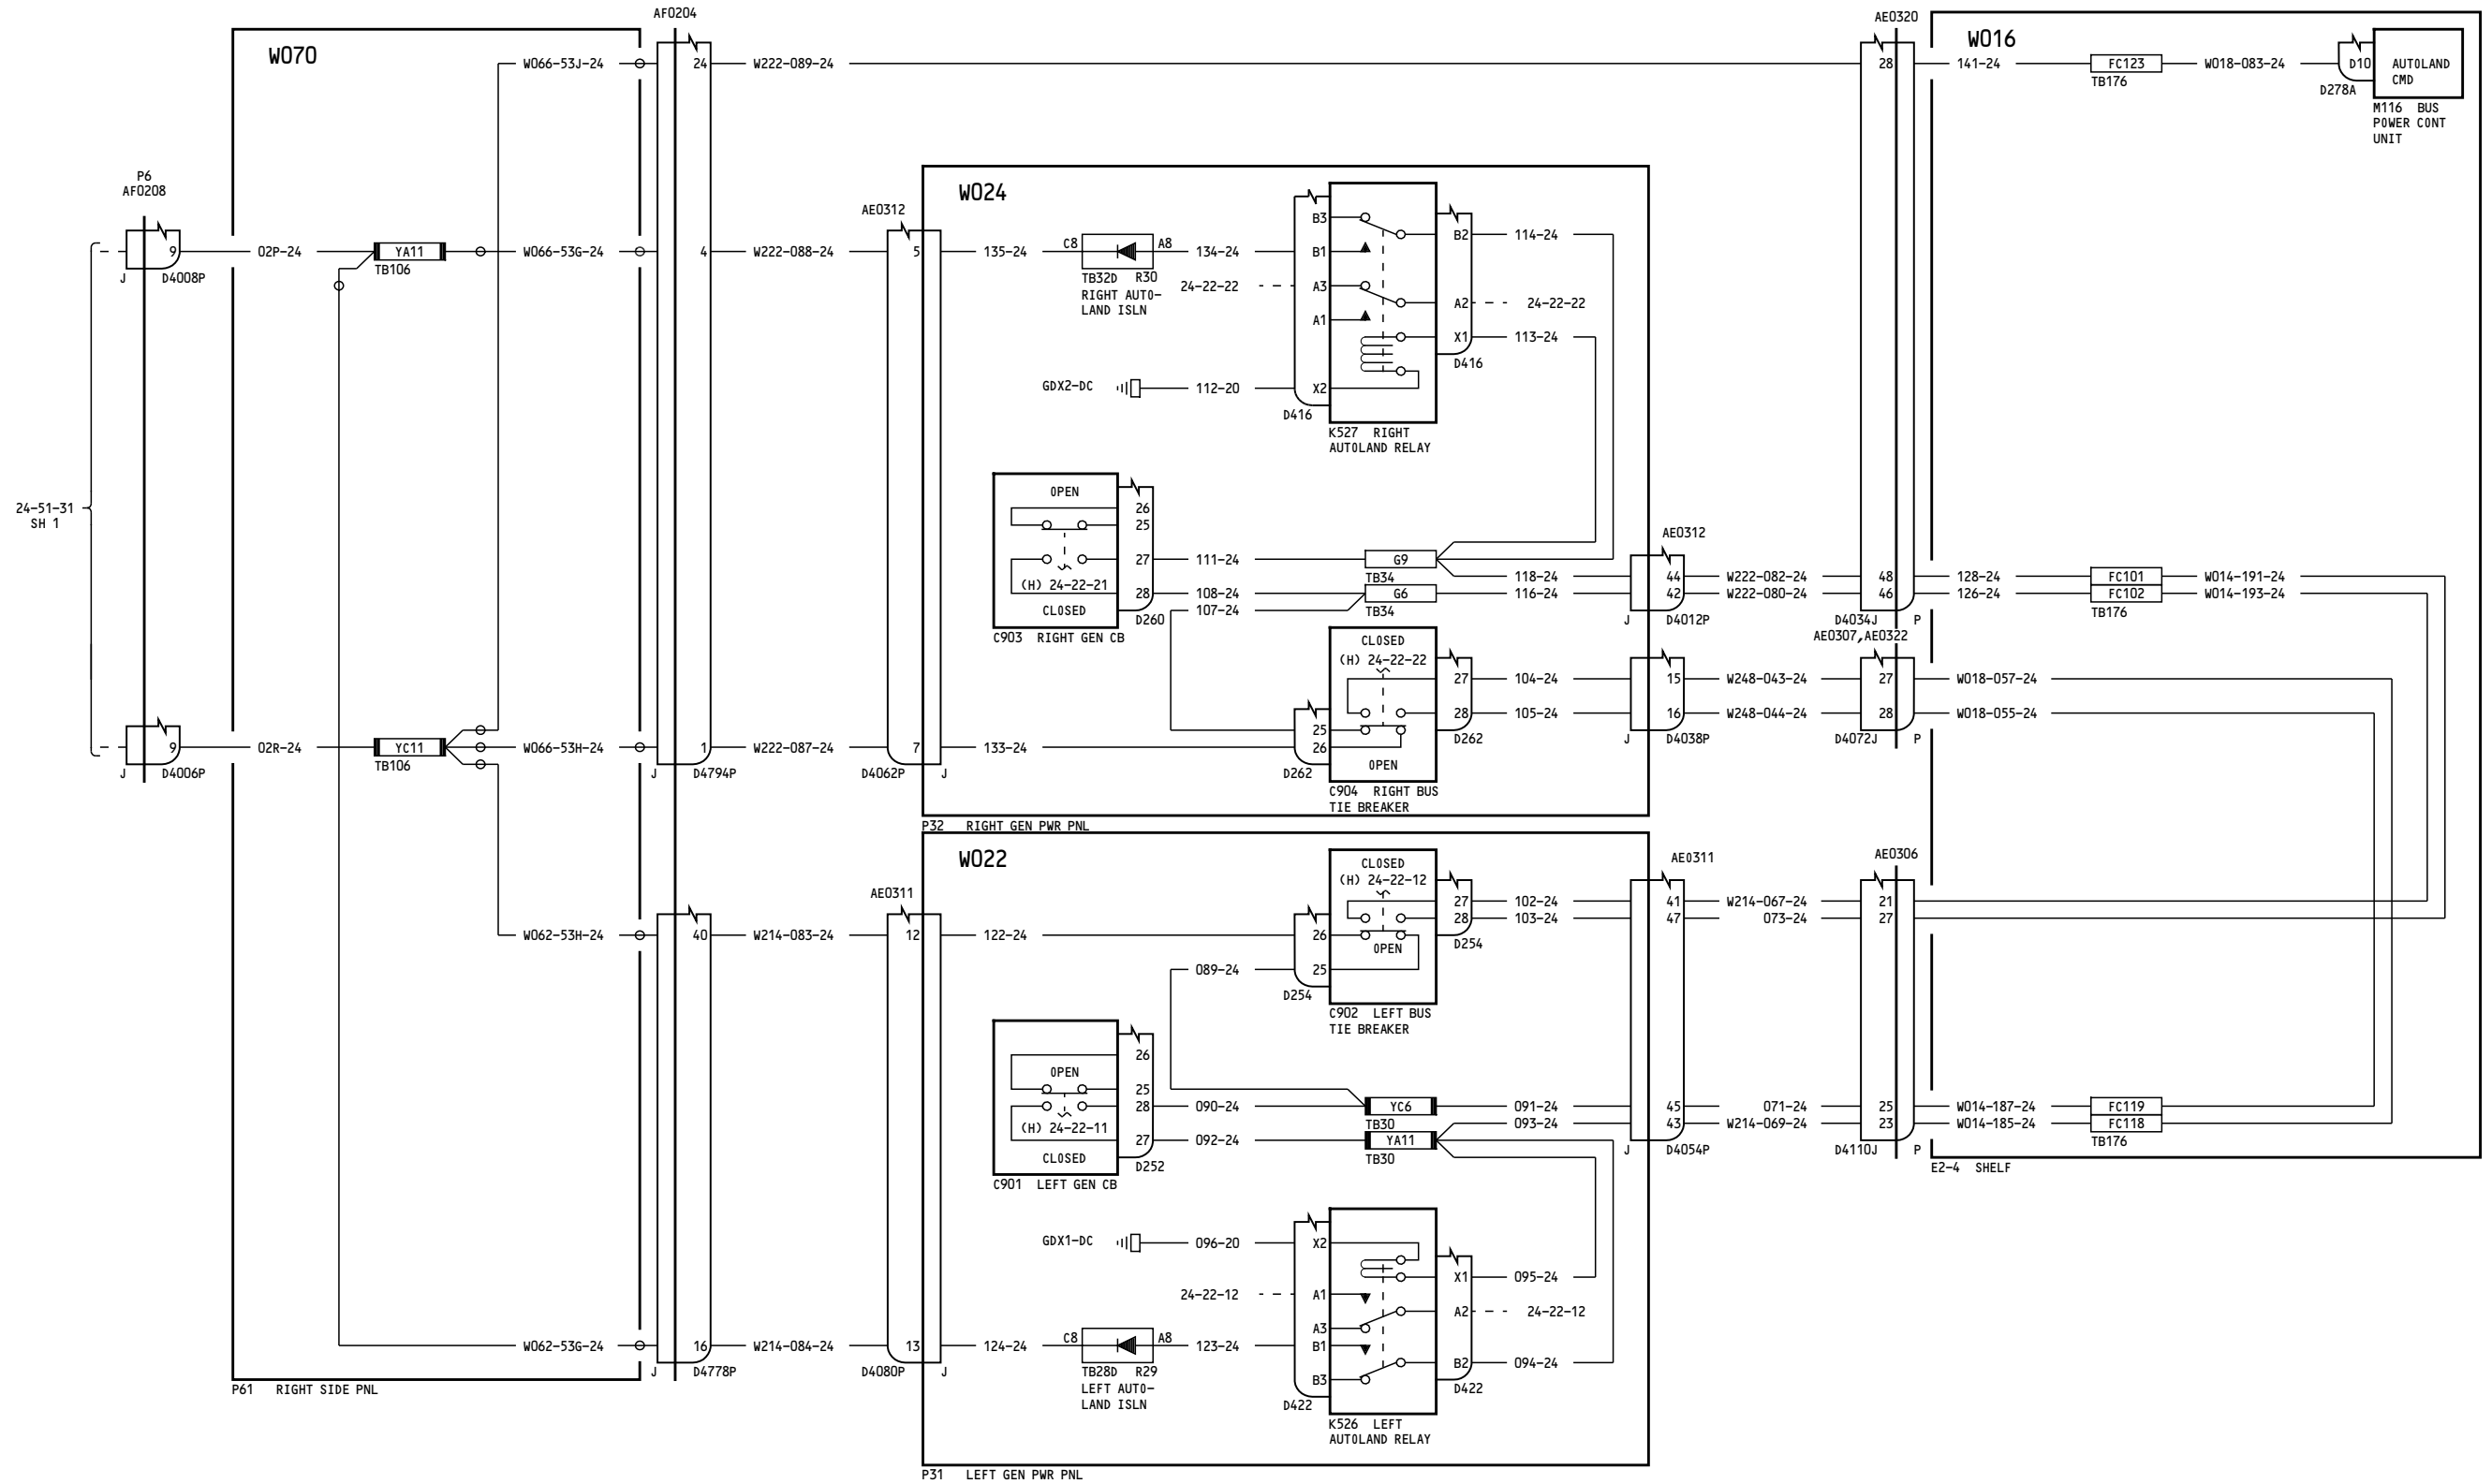 AF0204
AE0320
W070
W016
W066-53J-24
24
W222-089-24
28
141-24
FC123
TB176
W018-083-24
D10
D278A
AUTOLAND
CMD
M116 BUS
POWER CONT
UNIT
P6
AF0208
9
J
D4008P
02P-24
YA11
TB106
W066-53G-24
4
W222-088-24
AE0312
5
W024
135-24
C8
A8
TB32D R30
RIGHT AUTO-
LAND ISLN
134-24
24-22-22
B3
B1
A3
A1
X2
B2
A2
X1
114-24
24-22-22
113-24
D416
GDX2-DC
112-20
D416
K527 RIGHT
AUTOLAND RELAY
24-51-31
SH 1
OPEN
26
25
27
28
(H) 24-22-21
CLOSED
D260
C903 RIGHT GEN CB
111-24
108-24
107-24
G9
TB34
G6
TB34
118-24
116-24
AE0312
44
42
J
D4012P
W222-082-24
W222-080-24
48
46
D4034J
P
128-24
126-24
FC101
FC102
TB176
W014-191-24
W014-193-24
AE0307,AE0322
CLOSED
(H) 24-22-22
27
28
25
26
OPEN
D262
D262
C904 RIGHT BUS
TIE BREAKER
104-24
105-24
15
16
J
D4038P
W248-043-24
W248-044-24
27
28
D4072J
P
W018-057-24
W018-055-24
9
J
D4006P
02R-24
YC11
TB106
W066-53H-24
1
J
D4794P
W222-087-24
7
D4062P
J
133-24
P32 RIGHT GEN PWR PNL
W022
W062-53H-24
40
W214-083-24
AE0311
12
122-24
CLOSED
(H) 24-22-12
27
28
26
25
OPEN
D254
D254
C902 LEFT BUS
TIE BREAKER
102-24
103-24
AE0311
41
47
W214-067-24
073-24
AE0306
21
27
089-24
26
OPEN
25
28
(H) 24-22-11
27
CLOSED
D252
C901 LEFT GEN CB
090-24
092-24
YC6
TB30
YA11
TB30
091-24
093-24
45
43
J
D4054P
071-24
W214-069-24
25
23
D4110J
P
W014-187-24
W014-185-24
FC119
FC118
TB176
E2-4 SHELF
GDX1-DC
096-20
X2
X1
095-24
24-22-12
A1
A2
24-22-12
A3
B1
B3
B2
094-24
D422
D422
K526 LEFT
AUTOLAND RELAY
W062-53G-24
16
J
D4778P
W214-084-24
13
D4080P
J
124-24
C8
A8
TB28D R29
LEFT AUTO-
LAND ISLN
123-24
P61 RIGHT SIDE PNL
P31 LEFT GEN PWR PNL